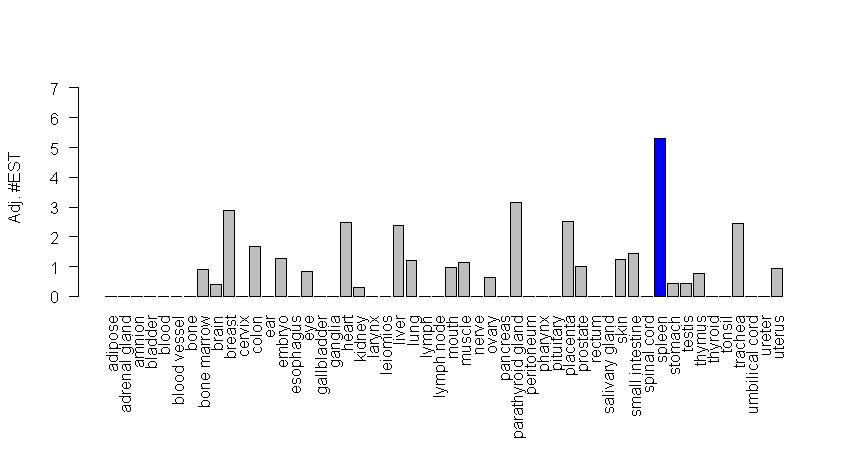 7
6
5
4
3
2
1
0
Adj. #EST
adipose
adrenal gland
amnion
bladder
blood
blood vessel
bone
bone marrow
brain
breast
cervix
colon
ear
embryo
esophagus
eye
gallbladder
ganglia
heart
kidney
larynx
leiomios
liver
lung
lymph
lymph node
mouth
muscle
nerve
ovary
pancreas
parathyroid gland
peritoneum
pharynx
pituitary
placenta
prostate
rectum
salivary gland
skin
small intestine
spinal cord
spleen
stomach
testis
thymus
thyroid
tonsil
trachea
umbilical cord
ureter
uterus